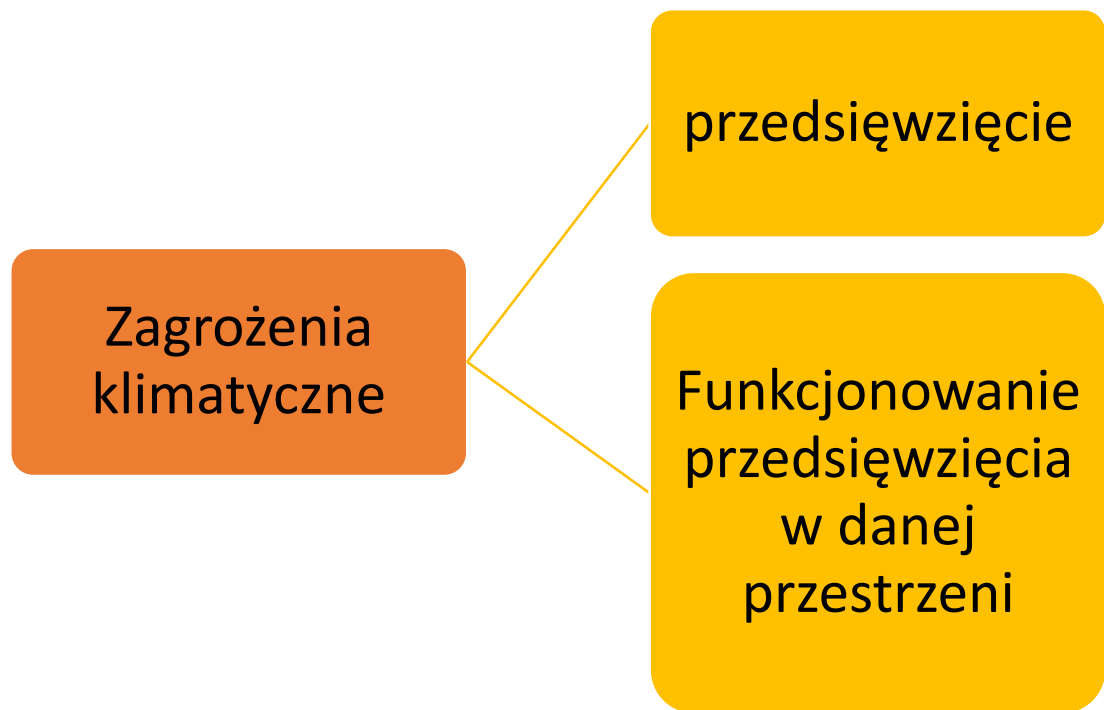 Zagrożenia
klimatyczne
przedsięwzięcie
Funkcjonowanie
przedsięwzięcia
w danej
przestrzeni